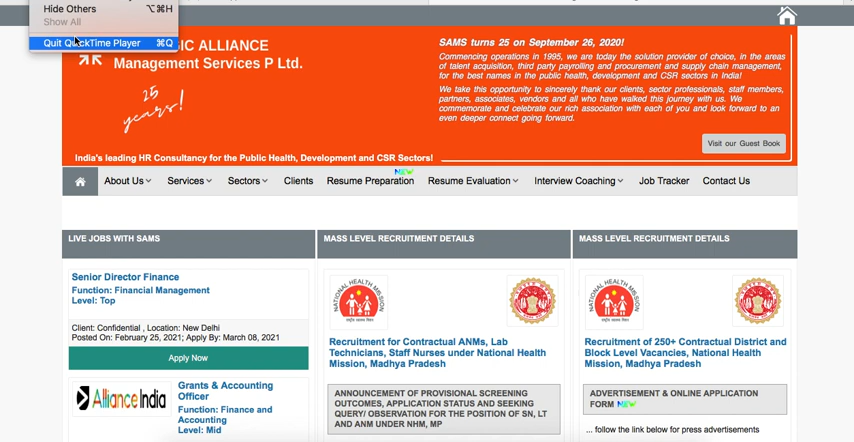 Hide Others ⌥⌘H
Show All
Quit QuickTime Player ⌘Q
IC ALLIANCE
Management Services P Ltd.
25
years!
India's leading HR Consultancy for the Public Health, Development and CSR Sectors!
SAMS turns 25 on September 26, 2020!
Commencing operations in 1995, we are today the solution provider of choice, in the areas
of talent acquisition, third party payrolling and procurement and supply chain management,
for the best names in the public health, development and CSR sectors in India!
We take this opportunity to sincerely thank our clients, sector professionals, staff members,
partners, associates, vendors and all who have walked this journey with us. We
commemorate and celebrate our rich association with each of you and look forward to an
even deeper connect going forward.
Visit our Guest Book
About Us Services Sectors Clients Resume Preparation NEW Resume Evaluation Interview Coaching Job Tracker Contact Us
LIVE JOBS WITH SAMS
Senior Director Finance
Function: Financial Management
Level: Top
Client: Confidential , Location: New Delhi
Posted On: February 25, 2021; Apply By: March 08, 2021
Apply Now
Alliance India
Grants & Accounting
Officer
Function: Finance and
Accounting
Level: Mid
MASS LEVEL RECRUITMENT DETAILS
NATIONAL HEALTH MISSION
राष्ट्रीय स्वास्थ्य मिशन
Recruitment for Contractual ANMs, Lab
Technicians, Staff Nurses under National Health
Mission, Madhya Pradesh
ANNOUNCEMENT OF PROVISIONAL SCREENING
OUTCOMES, APPLICATION STATUS AND SEEKING
QUERY/ OBSERVATION FOR THE POSITION OF SN, LT
AND ANM UNDER NHM, MP
MASS LEVEL RECRUITMENT DETAILS
NATIONAL HEALTH MISSION
राष्ट्रीय स्वास्थ्य मिशन
Recruitment of 250+ Contractual District and
Block Level Vacancies, National Health
Mission, Madhya Pradesh
ADVERTISEMENT & ONLINE APPLICATION
FORM NEW
... follow the link below for press advertisements